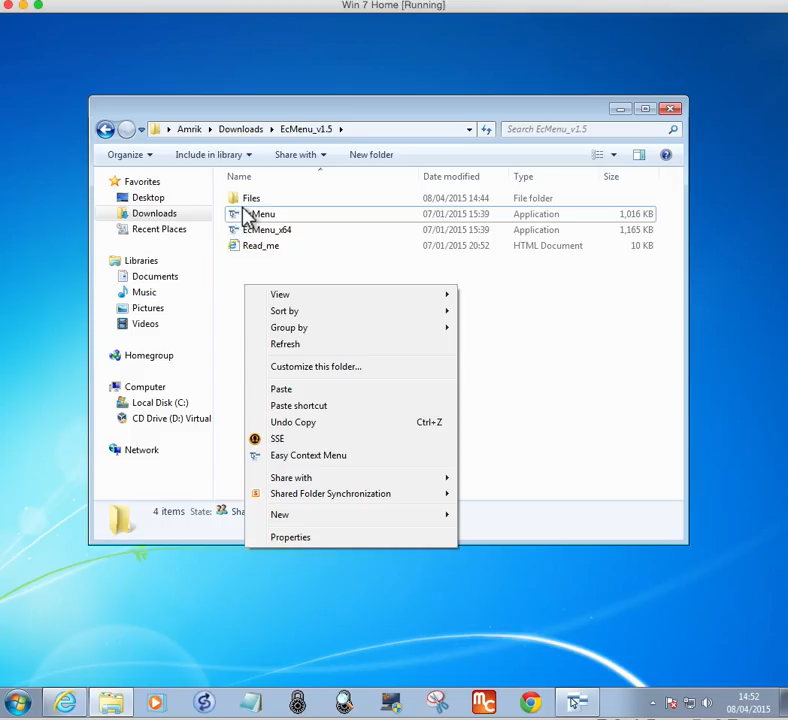 Win 7 Home [Running]
Amrik Downloads EcMenu_v1.5
Search EcMenu_v1.5
Organize Include in library Share with New folder
Name Date modified Type Size
Favorites
Desktop
Downloads
Recent Places
Libraries
Documents
Music
Pictures
Videos
Homegroup
Computer
Local Disk (C:)
CD Drive (D:) Virtual
Network
Files 08/04/2015 14:44 File folder
Menu 07/01/2015 15:39 Application 1,016 KB
EcMenu_x64 07/01/2015 15:39 Application 1,165 KB
Read_me 07/01/2015 20:52 HTML Document 10 KB
View
Sort by
Group by
Refresh
Customize this folder...
Paste
Paste shortcut
Undo Copy Ctrl+Z
SSE
Easy Context Menu
Share with
Shared Folder Synchronization
New
Properties
4 items State: Sha
14:52
08/04/2015